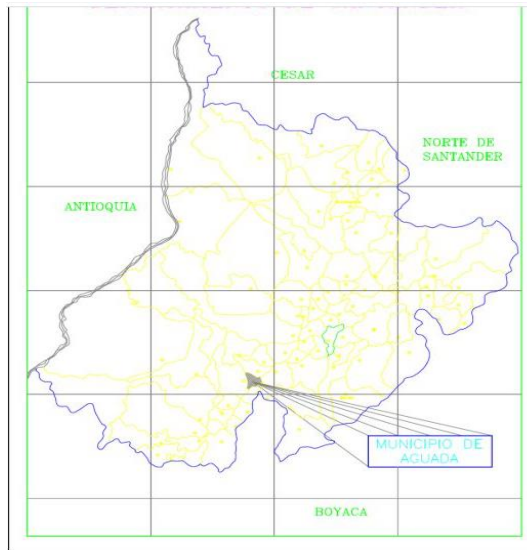 CESAR
NORTE DE
SANTANDER
ANTIOQUIA
MUNICIPIO DE
AGUADA
BOYACA